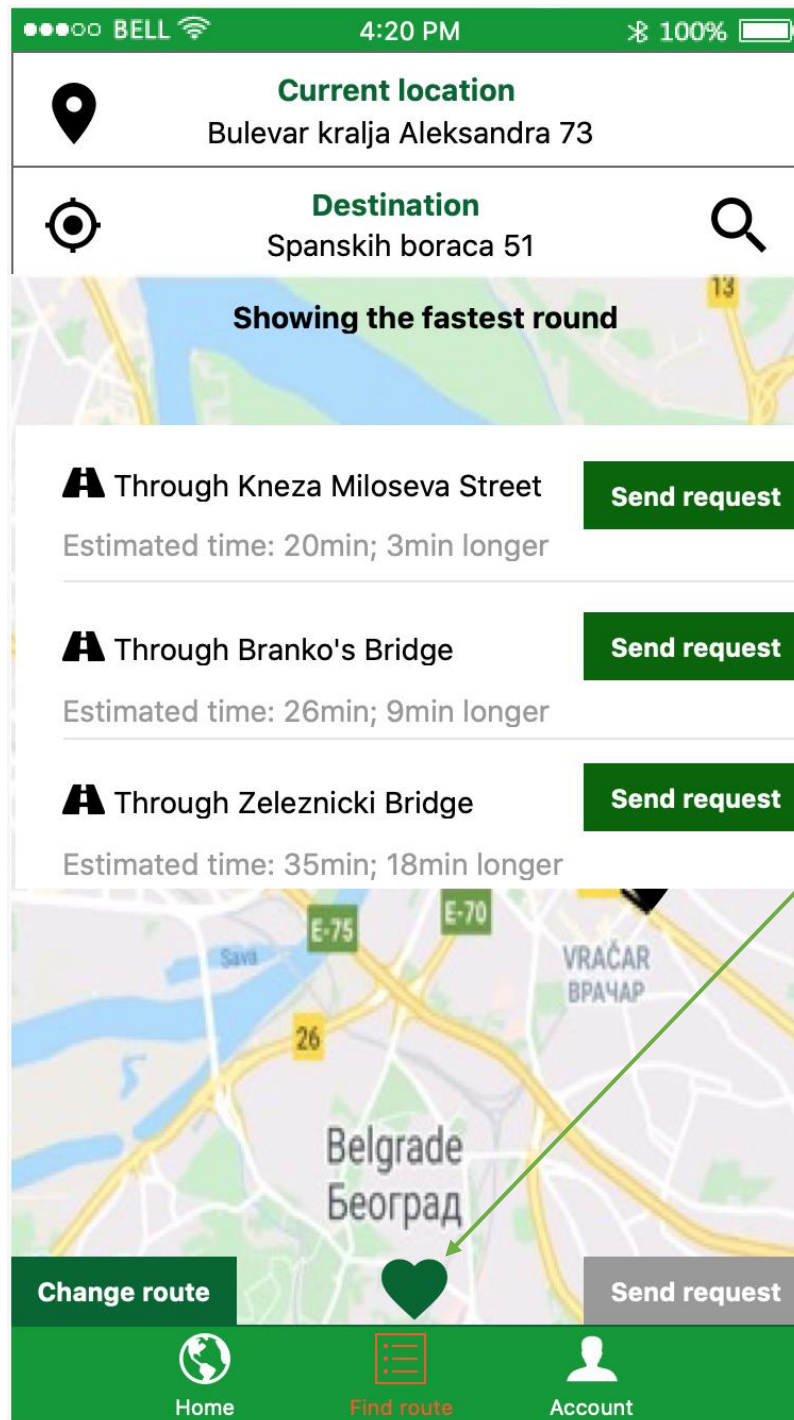 BELL 4:20 PM 100%
Current location
Bulevar kralja Aleksandra 73
Destination
Spanskih boraca 51
13
Showing the fastest round
Through Kneza Miloseva Street Send request
Estimated time: 20min; 3min longer
Through Branko's Bridge Send request
Estimated time: 26min; 9min longer
Through Zeleznicki Bridge Send request
Estimated time: 35min; 18min longer
E-75 E-70
Sava
VRAČAR
ВРАЧАР
26
Belgrade
Београд
Change route Send request
Home Find route Account